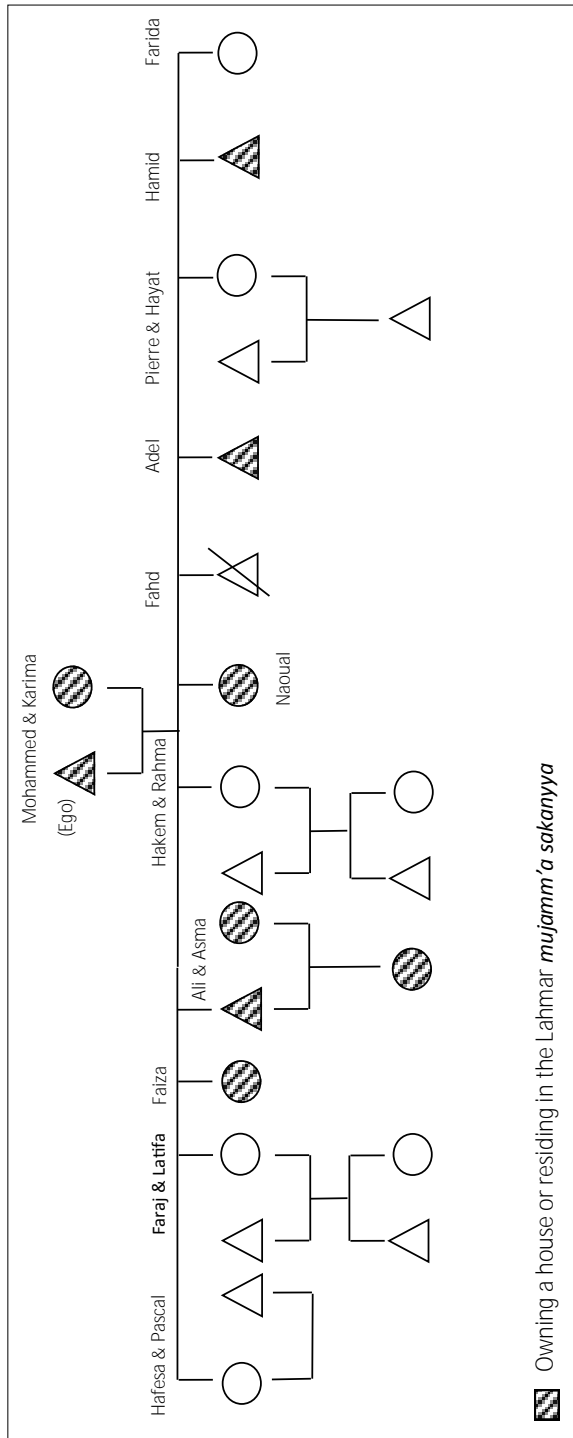 Mohammed & Karima
(Ego)
Hafesa & Pascal
Faraj & Latifa
Faiza
Ali & Asma
Hakem & Rahma
Naoual
Fahd
Adel
Pierre & Hayat
Hamid
Farida
Owning a house or residing in the Lahmar mujamm'a sakanyya